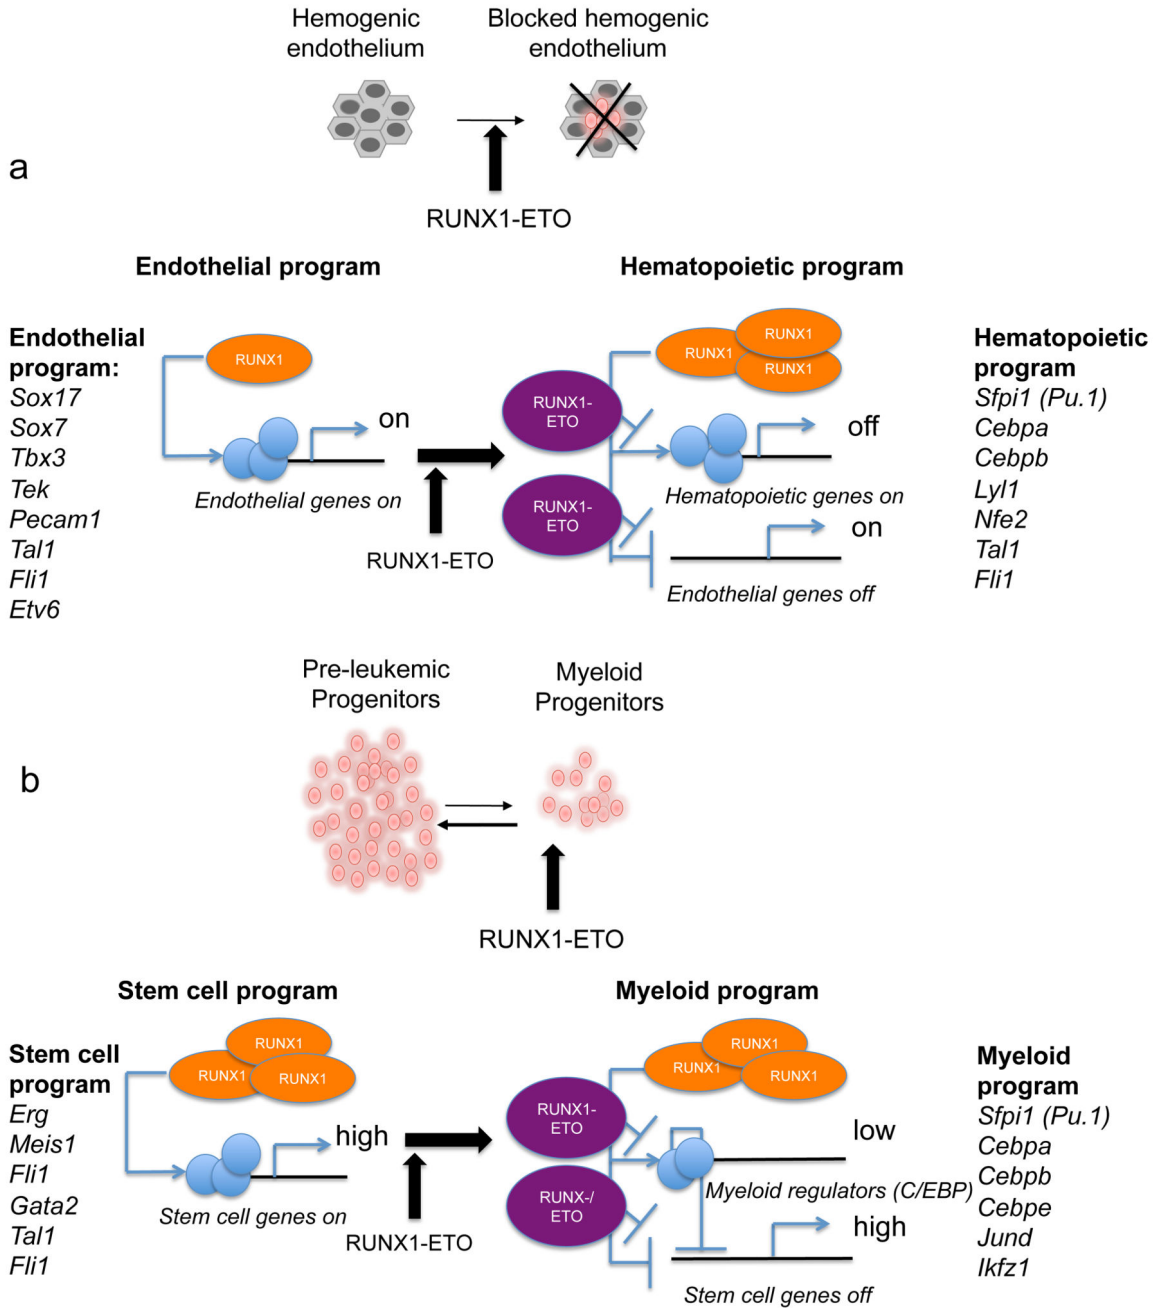 Hemogenic
endothelium
Blocked hemogenic
endothelium
a
RUNX1-ETO
Endothelial program
Hematopoietic program
Endothelial
program:
Sox17
Sox7
Tbx3
Tek
Pecam1
Tal1
Fli1
Etv6
RUNX1
on
Endothelial genes on
RUNX1-ETO
RUNX1-
ETO
RUNX1-
ETO
RUNX1
RUNX1
RUNX1
off
Hematopoietic genes on
on
Endothelial genes off
Hematopoietic
program
Sfpi1 (Pu.1)
Cebpa
Cebpb
Lyl1
Nfe2
Tal1
Fli1
Pre-leukemic
Progenitors
Myeloid
Progenitors
b
RUNX1-ETO
Stem cell program
Myeloid program
Stem cell
program
Erg
Meis1
Fli1
Gata2
Tal1
Fli1
RUNX1
RUNX1
RUNX1
high
Stem cell genes on
RUNX1-ETO
RUNX1-
ETO
RUNX-/
ETO
RUNX1
RUNX1
RUNX1
low
Myeloid regulators (C/EBP)
high
Stem cell genes off
Myeloid
program
Sfpi1 (Pu.1)
Cebpa
Cebpb
Cebpe
Jund
Ikfz1